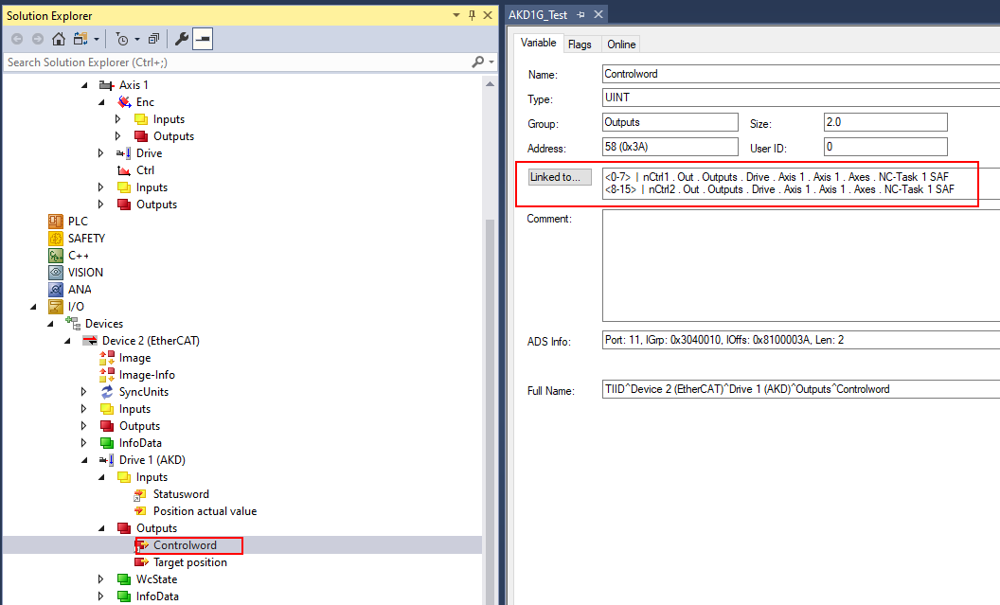 Solution Explorer
Search Solution Explorer (Ctrl+;)
Axis 1
Enc
Inputs
Outputs
Drive
Ctrl
Inputs
Outputs
PLC
SAFETY
C++
VISION
ANA
I/O
Devices
Device 2 (EtherCAT)
Image
Image-Info
SyncUnits
Inputs
Outputs
InfoData
Drive 1 (AKD)
Inputs
Statusword
Position actual value
Outputs
Controlword
Target position
WcState
InfoData
AKD1G_Test
Variable Flags Online
Name: Controlword
Type: UINT
Group: Outputs Size: 2.0
Address: 58 (0x3A) User ID: 0
Linked to... <0-7> | nCtrl1 . Out . Outputs . Drive . Axis 1 . Axis 1 . Axes . NC-Task 1 SAF
<8-15> | nCtrl2 . Out . Outputs . Drive . Axis 1 . Axis 1 . Axes . NC-Task 1 SAF
Comment:
ADS Info: Port: 11, IGrp: 0x3040010, IOffs: 0x8100003A, Len: 2
Full Name: TIID^Device 2 (EtherCAT)^Drive 1 (AKD)^Outputs^Controlword